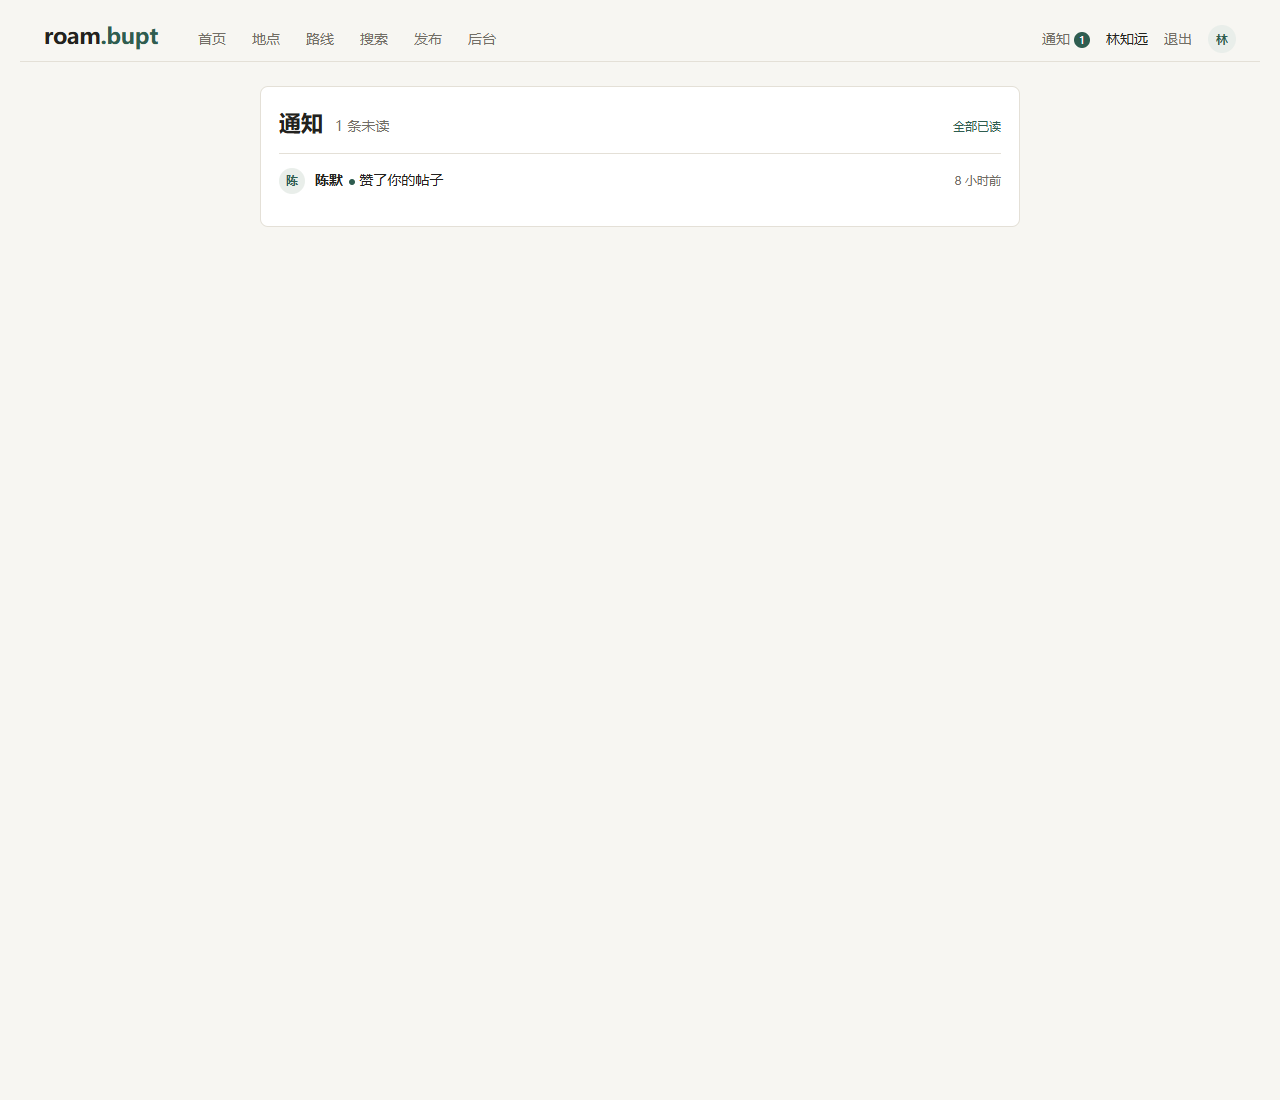 roam.bupt 首页 地点 路线 搜索 发布 后台 通知 1 林知远 退出 林
通知 1 条未读 全部已读
陈 陈默 • 赞了你的帖子 8 小时前